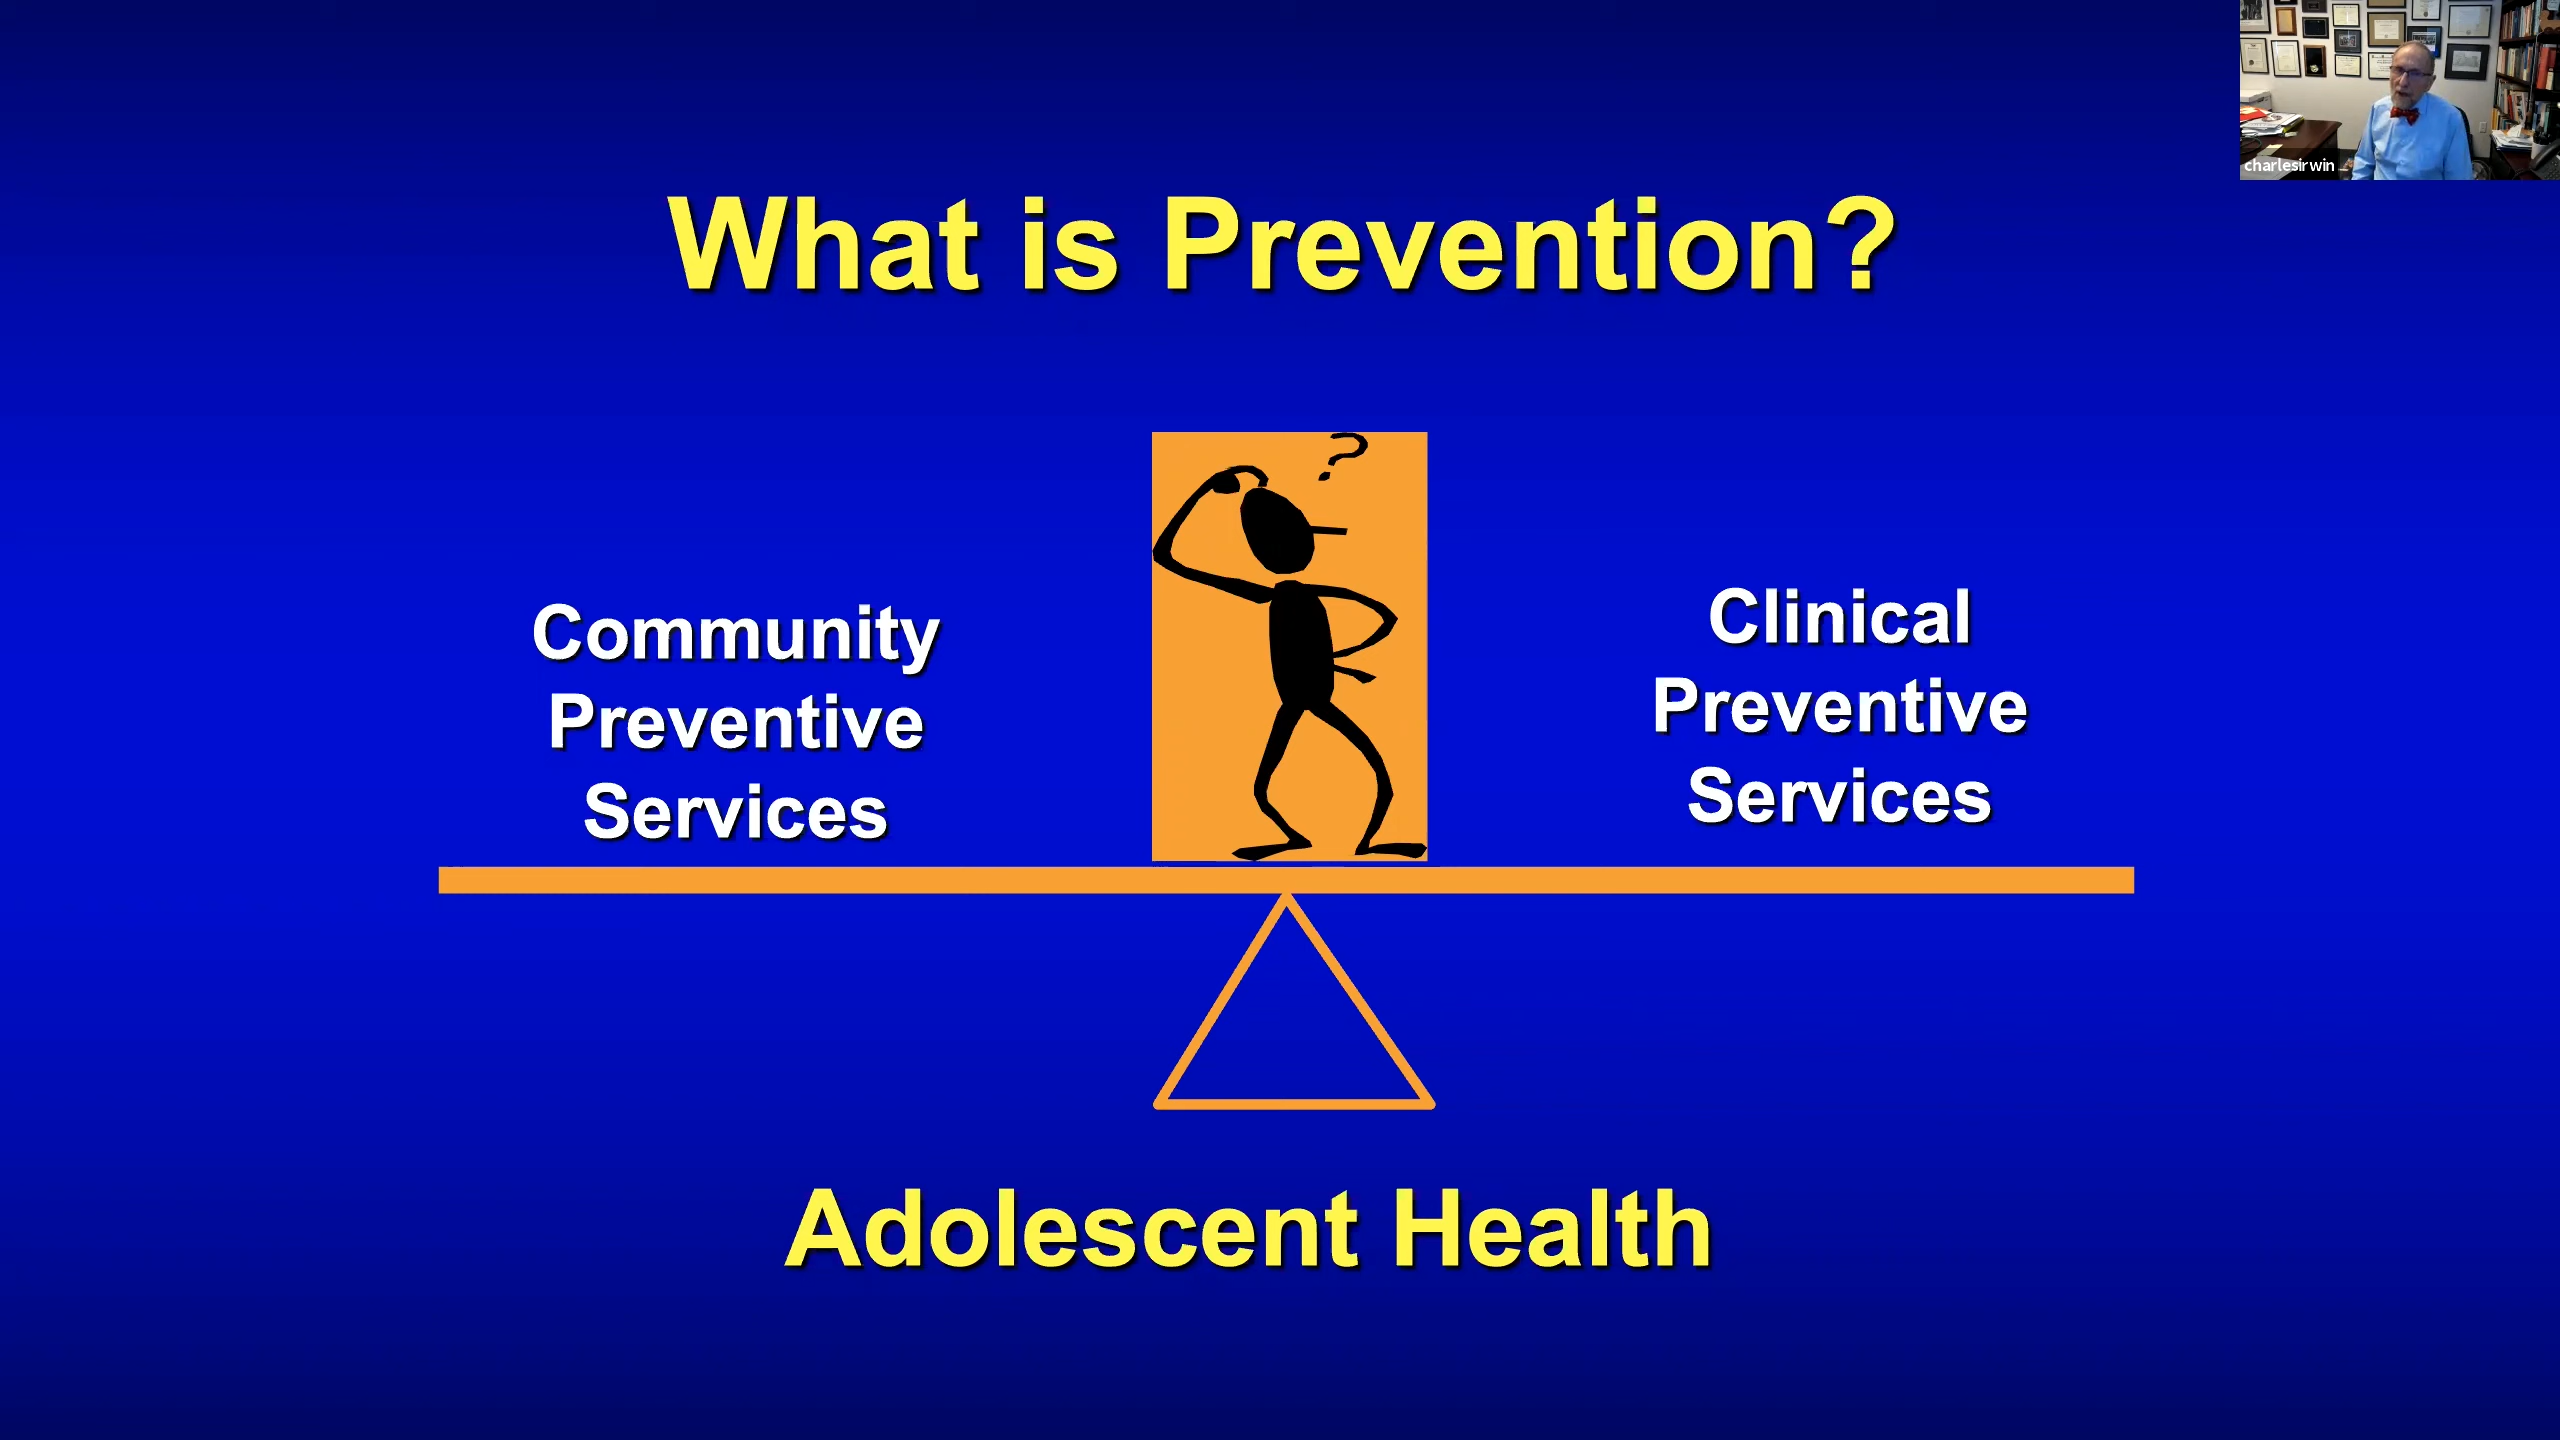 What is Prevention?
charlesirwin
?
Community
Preventive
Services
Clinical
Preventive
Services
Adolescent Health